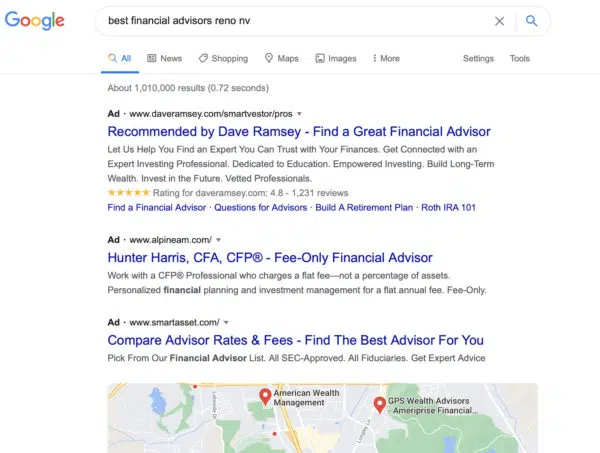 Google
best financial advisors reno nv
All News Shopping Maps Images More Settings Tools
About 1,010,000 results (0.72 seconds)
Ad · www.daveramsey.com/smartvestor/pros
Recommended by Dave Ramsey - Find a Great Financial Advisor
Let Us Help You Find an Expert You Can Trust with Your Finances. Get Connected with an
Expert Investing Professional. Dedicated to Education. Empowered Investing. Build Long-Term
Wealth. Invest in the Future. Vetted Professionals.
Rating for daveramsey.com: 4.8 - 1,231 reviews
Find a Financial Advisor · Questions for Advisors · Build A Retirement Plan · Roth IRA 101
Ad · www.alpineam.com/
Hunter Harris, CFA, CFP® - Fee-Only Financial Advisor
Work with a CFP® Professional who charges a flat fee—not a percentage of assets.
Personalized financial planning and investment management for a flat annual fee. Fee-Only.
Ad · www.smartasset.com/
Compare Advisor Rates & Fees - Find The Best Advisor For You
Pick From Our Financial Advisor List. All SEC-Approved. All Fiduciaries. Get Expert Advice
American Wealth
Management
GPS Wealth Advisors
- Ameriprise Financial...
Lakeside Dr
Longley Ln